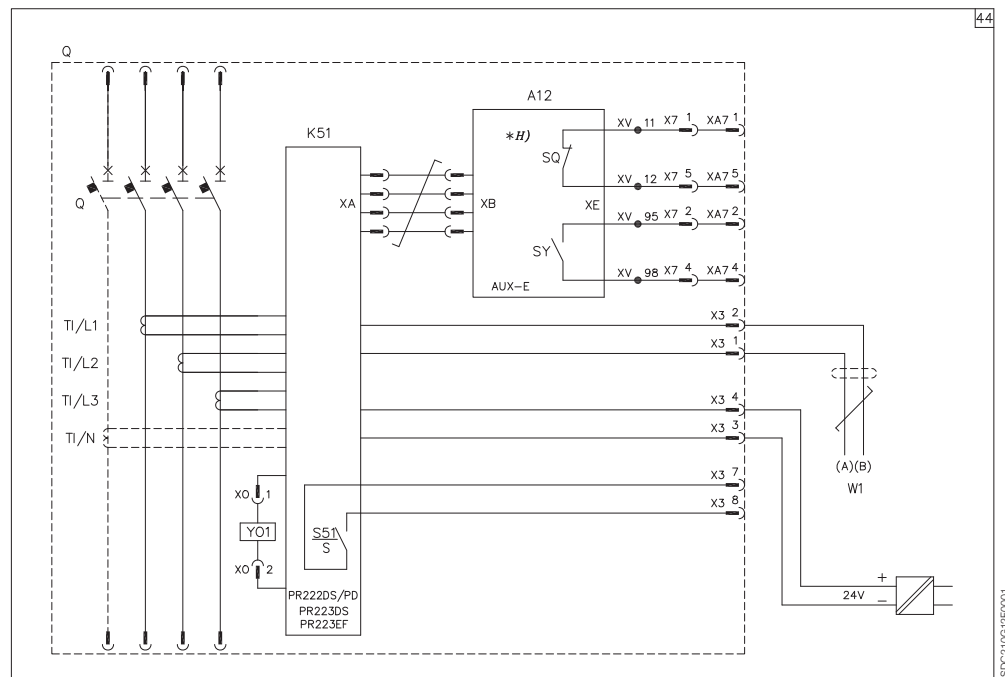 44
Q
A12
K51
*H)
XV 11 X7 1 XA7 1
SQ
XV 12 X7 5 XA7 5
Q
XA
XB
XE
XV 95 X7 2 XA7 2
SY
XV 98 X7 4 XA7 4
AUX-E
TI/L1
X3 2
X3 1
TI/L2
TI/L3
X3 4
TI/N
X3 3
(A)(B)
W1
X3 7
X0 1
X3 8
Y01
S51
S
X0 2
+
24V
−
PR222DS/PD
PR223DS
PR223EF